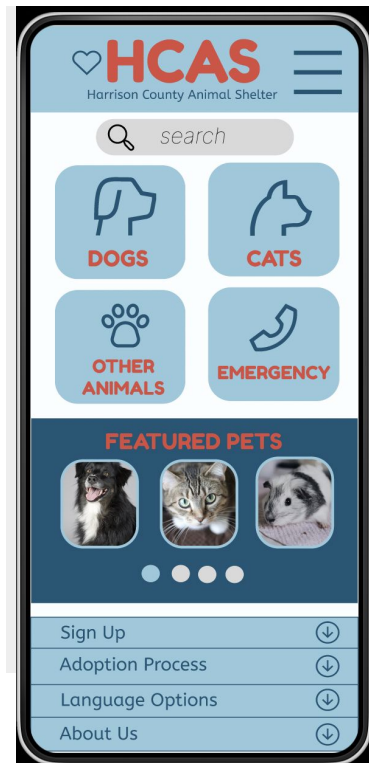 HCAS
Harrison County Animal Shelter
search
DOGS
CATS
OTHER
ANIMALS
EMERGENCY
FEATURED PETS
Sign Up
Adoption Process
Language Options
About Us